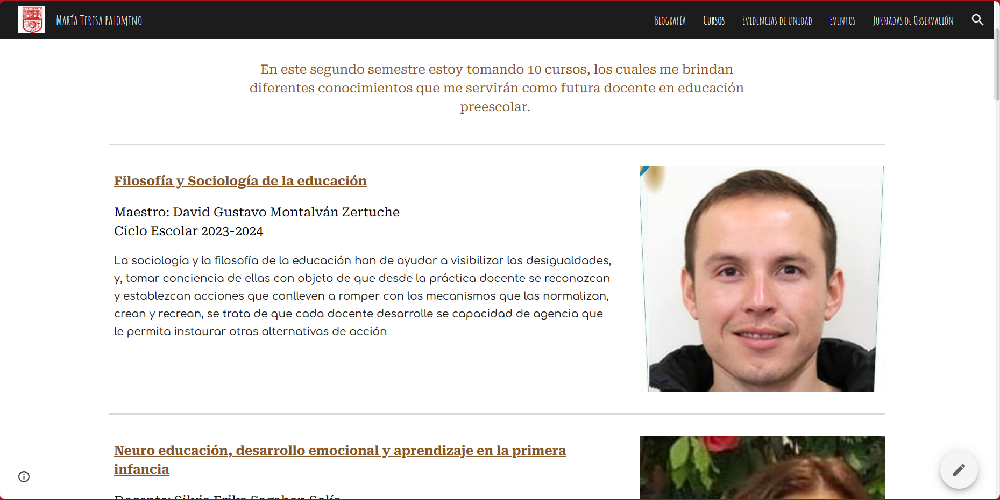 María Teresa palomino
Biografía Cursos Evidencias de unidad Eventos Jornadas de Observación
En este segundo semestre estoy tomando 10 cursos, los cuales me brindan
diferentes conocimientos que me servirán como futura docente en educación
preescolar.
Filosofía y Sociología de la educación
Maestro: David Gustavo Montalván Zertuche
Ciclo Escolar 2023-2024
La sociología y la filosofía de la educación han de ayudar a visibilizar las desigualdades,
y, tomar conciencia de ellas con objeto de que desde la práctica docente se reconozcan
y establezcan acciones que conlleven a romper con los mecanismos que las normalizan,
crean y recrean, se trata de que cada docente desarrolle se capacidad de agencia que
le permita instaurar otras alternativas de acción
Neuro educación, desarrollo emocional y aprendizaje en la primera
infancia
Docente: Silvia Erika Sagahon Solís